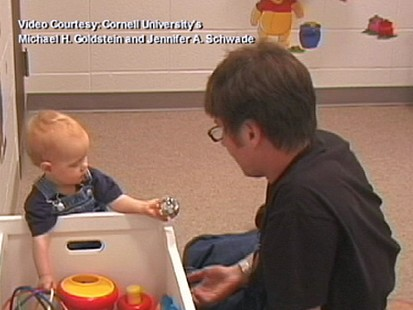 Video Courtesy: Cornell University's
Michael H. Goldstein and Jennifer A. Schwade